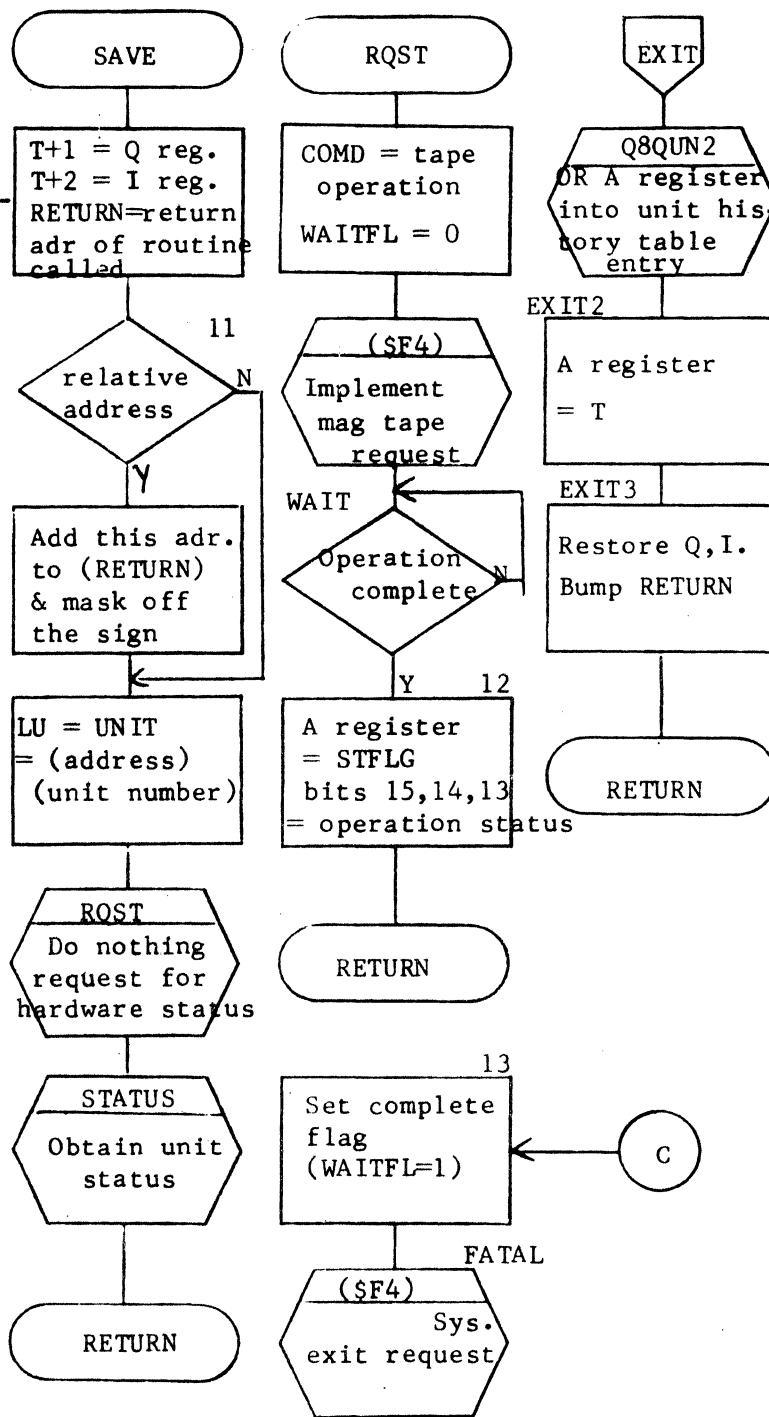 SAVE
T+1 = Q reg.
T+2 = I reg.
RETURN=return
adr of routine
called
11
relative
address
N
Y
Add this adr.
to (RETURN)
& mask off
the sign
LU = UNIT
= (address)
(unit number)
RQST
Do nothing
request for
hardware status
STATUS
Obtain unit
status
RETURN
RQST
COMD = tape
operation
WAITFL = 0
($F4)
Implement
mag tape
request
WAIT
Operation
complete
N
Y
12
A register
= STFLG
bits 15,14,13
= operation status
RETURN
13
Set complete
flag
(WAITFL=1)
C
FATAL
($F4)
Sys.
exit request
EXIT
Q8QUN2
OR A register
into unit his-
tory table
entry
EXIT2
A register
= T
EXIT3
Restore Q,I.
Bump RETURN
RETURN